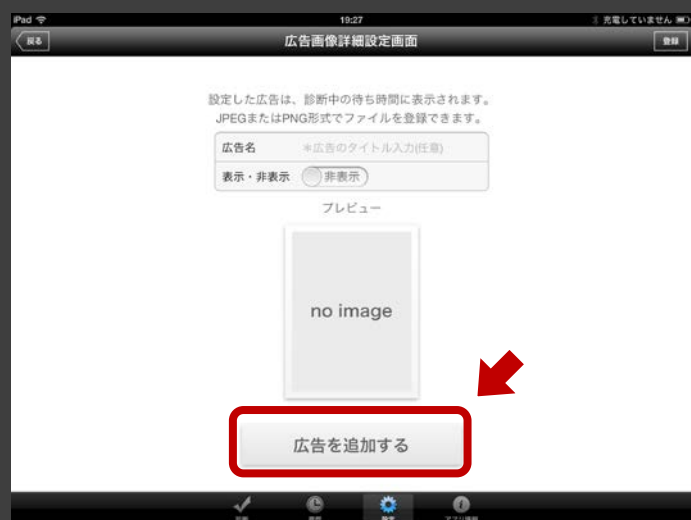 iPad 19:27 充電していません
戻る 広告画像詳細設定画面 登録
設定した広告は、診断中の待ち時間に表示されます。
JPEGまたはPNG形式でファイルを登録できます。
広告名 *広告のタイトル入力(任意)
表示・非表示 非表示
プレビュー
no image
広告を追加する
設定 アプリ情報